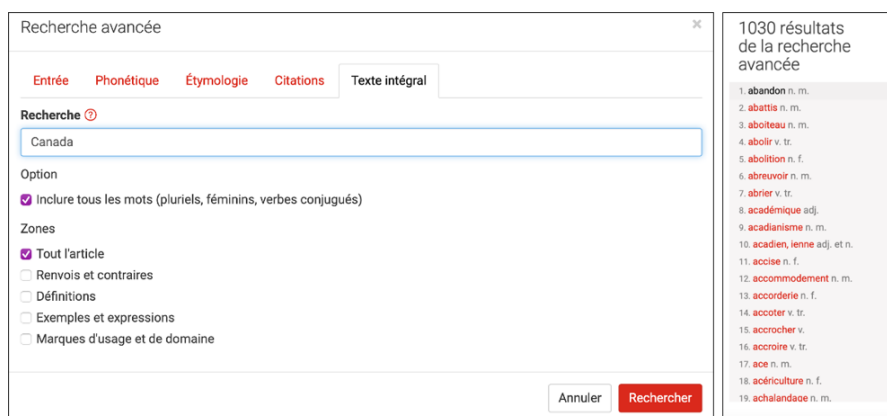 Recherche avancée
×
Entrée Phonétique Étymologie Citations Texte intégral
Recherche ?
Canada
Option
Inclure tous les mots (pluriels, féminins, verbes conjugués)
Zones
Tout l'article
Renvois et contraires
Définitions
Exemples et expressions
Marques d'usage et de domaine
Annuler Rechercher
1030 résultats
de la recherche
avancée
1. abandon n. m.
2. abattis n. m.
3. aboiteau n. m.
4. abolir v. tr.
5. abolition n. f.
6. abreuvoir n. m.
7. abrier v. tr.
8. académique adj.
9. acadianisme n. m.
10. acadien, ienne adj. et n.
11. accise n. f.
12. accommodement n. m.
13. accorderie n. f.
14. accoter v. tr.
15. accrocher v.
16. accroire v. tr.
17. ace n. m.
18. acériculture n. f.
19. achalandage n. m.